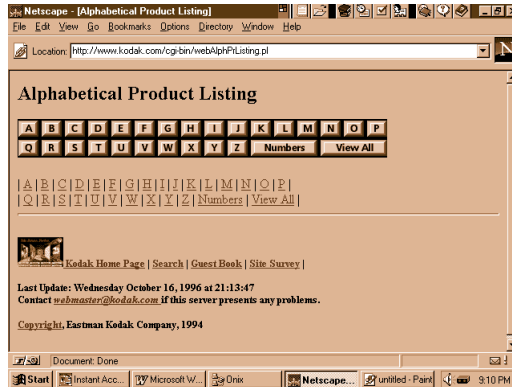 Netscape - [Alphabetical Product Listing]
File Edit View Go Bookmarks Options Directory Window Help
Location: http://www.kodak.com/cgi-bin/webAlphPrListing.pl
N
Alphabetical Product Listing
A B C D E F G H I J K L M N O P
Q R S T U V W X Y Z Numbers View All
| A | B | C | D | E | F | G | H | I | J | K | L | M | N | O | P |
| Q | R | S | T | U | V | W | X | Y | Z | Numbers | View All |
Kodak Home Page | Search | Guest Book | Site Survey |
Last Update: Wednesday October 16, 1996 at 21:13:47
Contact webmaster@kodak.com if this server presents any problems.
Copyright, Eastman Kodak Company, 1994
Document: Done
Start Instant Acc... Microsoft W... Onix Netscape... untitled - Paint 9:10 PM